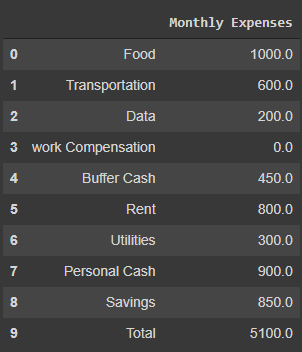 Monthly Expenses
0 Food 1000.0
1 Transportation 600.0
2 Data 200.0
3 work Compensation 0.0
4 Buffer Cash 450.0
5 Rent 800.0
6 Utilities 300.0
7 Personal Cash 900.0
8 Savings 850.0
9 Total 5100.0